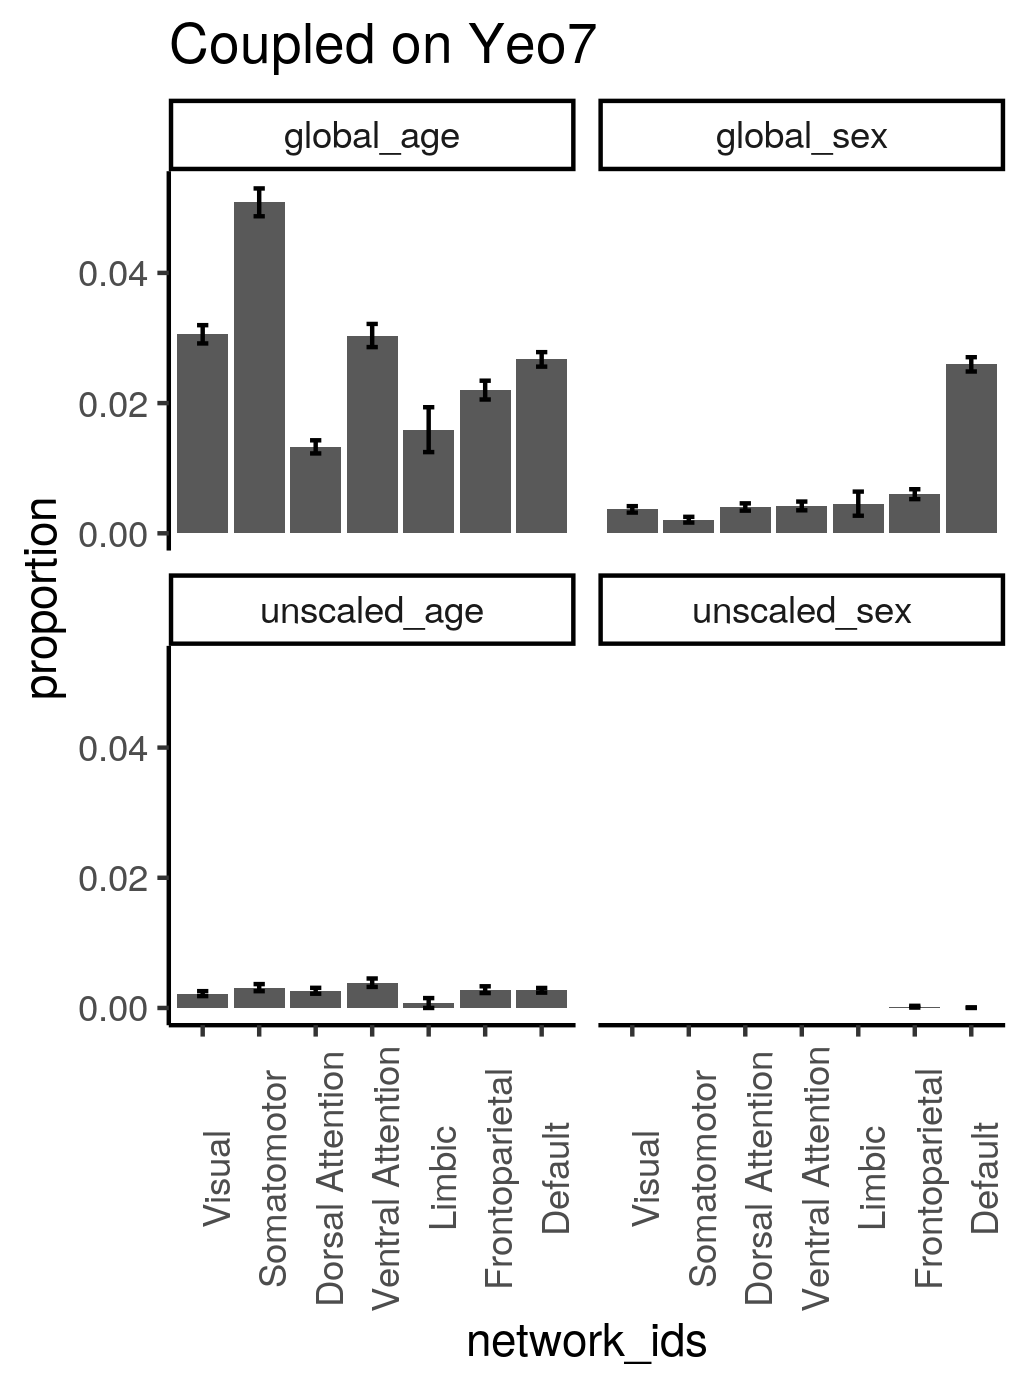 Coupled on Yeo7
global_age
global_sex
0.04
0.02
0.00
unscaled_age
unscaled_sex
0.04
0.02
0.00
proportion
Visual
Somatomotor
Dorsal Attention
Ventral Attention
Limbic
Frontoparietal
Default
Visual
Somatomotor
Dorsal Attention
Ventral Attention
Limbic
Frontoparietal
Default
network_ids